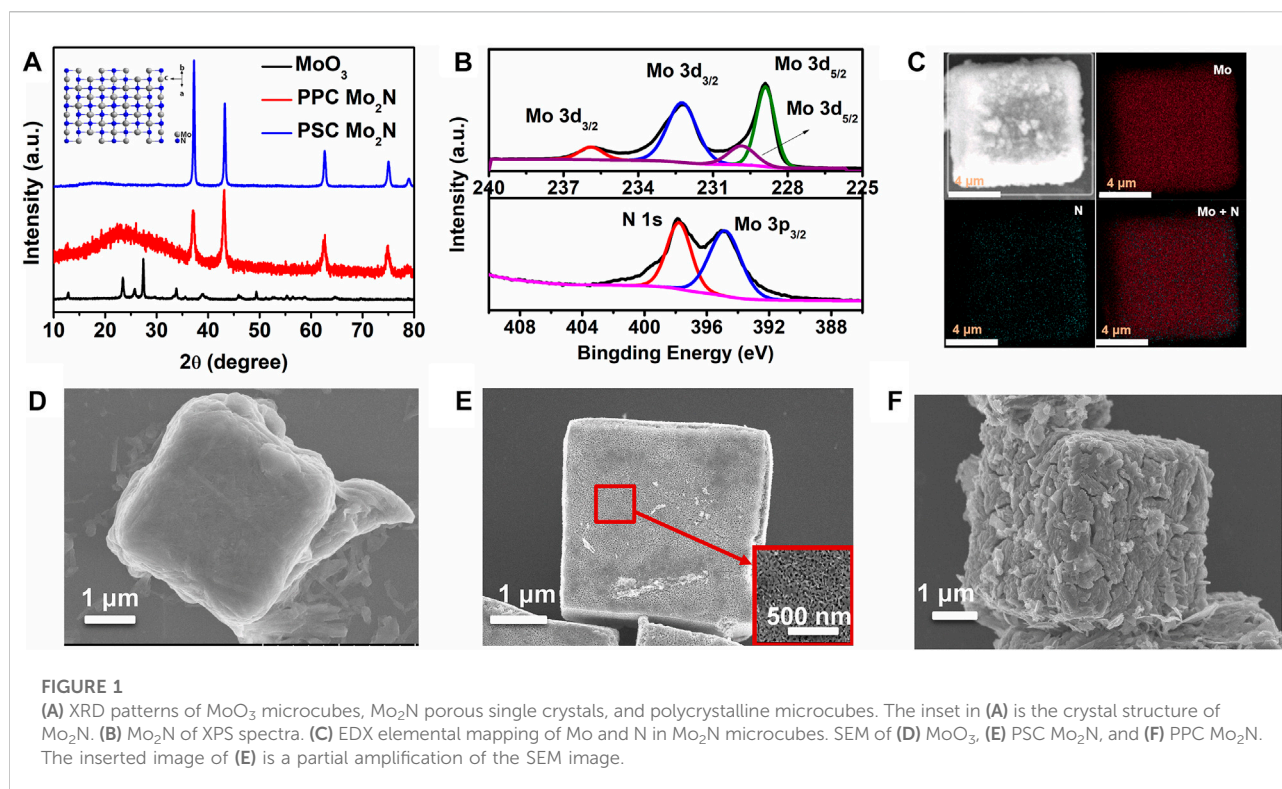 A
b
c
a
Mo
N
MoO3
PPC Mo2N
PSC Mo2N
Intensity (a.u.)
10 20 30 40 50 60 70 80
2θ (degree)
B
Mo 3d3/2
Mo 3d3/2
Mo 3d5/2
Mo 3d5/2
240 237 234 231 228 225
N 1s
Mo 3p3/2
Intensity (a.u.)
408 404 400 396 392 388
Bingding Energy (eV)
C
4 µm
Mo
4 µm
N
4 µm
Mo + N
4 µm
D
1 µm
E
1 µm
500 nm
F
1 µm
FIGURE 1
(A) XRD patterns of MoO3 microcubes, Mo2N porous single crystals, and polycrystalline microcubes. The inset in (A) is the crystal structure of
Mo2N. (B) Mo2N of XPS spectra. (C) EDX elemental mapping of Mo and N in Mo2N microcubes. SEM of (D) MoO3, (E) PSC Mo2N, and (F) PPC Mo2N.
The inserted image of (E) is a partial amplification of the SEM image.